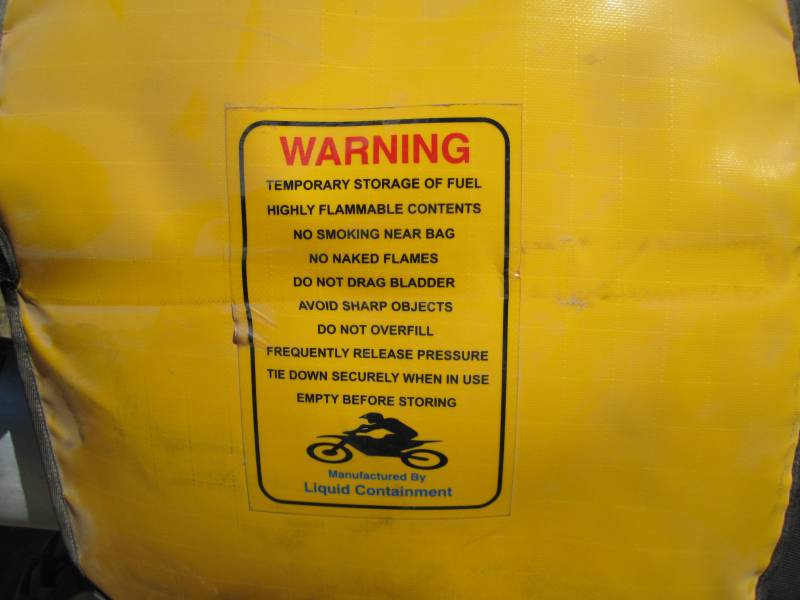 WARNING
TEMPORARY STORAGE OF FUEL
HIGHLY FLAMMABLE CONTENTS
NO SMOKING NEAR BAG
NO NAKED FLAMES
DO NOT DRAG BLADDER
AVOID SHARP OBJECTS
DO NOT OVERFILL
FREQUENTLY RELEASE PRESSURE
TIE DOWN SECURELY WHEN IN USE
EMPTY BEFORE STORING
Manufactured By
Liquid Containment